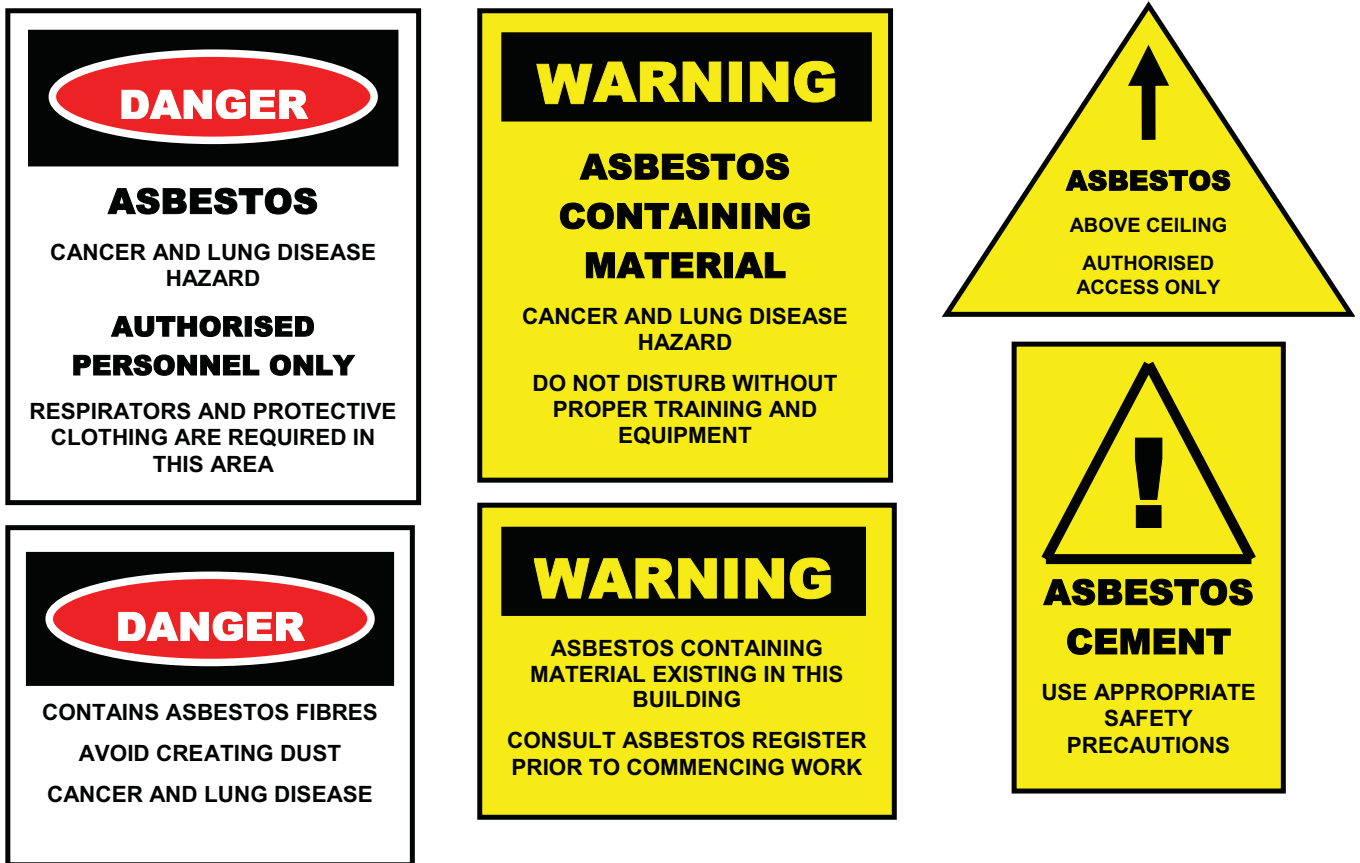 DANGER
ASBESTOS
CANCER AND LUNG DISEASE
HAZARD
AUTHORISED
PERSONNEL ONLY
RESPIRATORS AND PROTECTIVE
CLOTHING ARE REQUIRED IN
THIS AREA
DANGER
CONTAINS ASBESTOS FIBRES
AVOID CREATING DUST
CANCER AND LUNG DISEASE
WARNING
ASBESTOS
CONTAINING
MATERIAL
CANCER AND LUNG DISEASE
HAZARD
DO NOT DISTURB WITHOUT
PROPER TRAINING AND
EQUIPMENT
WARNING
ASBESTOS CONTAINING
MATERIAL EXISTING IN THIS
BUILDING
CONSULT ASBESTOS REGISTER
PRIOR TO COMMENCING WORK
ASBESTOS
ABOVE CEILING
AUTHORISED
ACCESS ONLY
!
ASBESTOS
CEMENT
USE APPROPRIATE
SAFETY
PRECAUTIONS